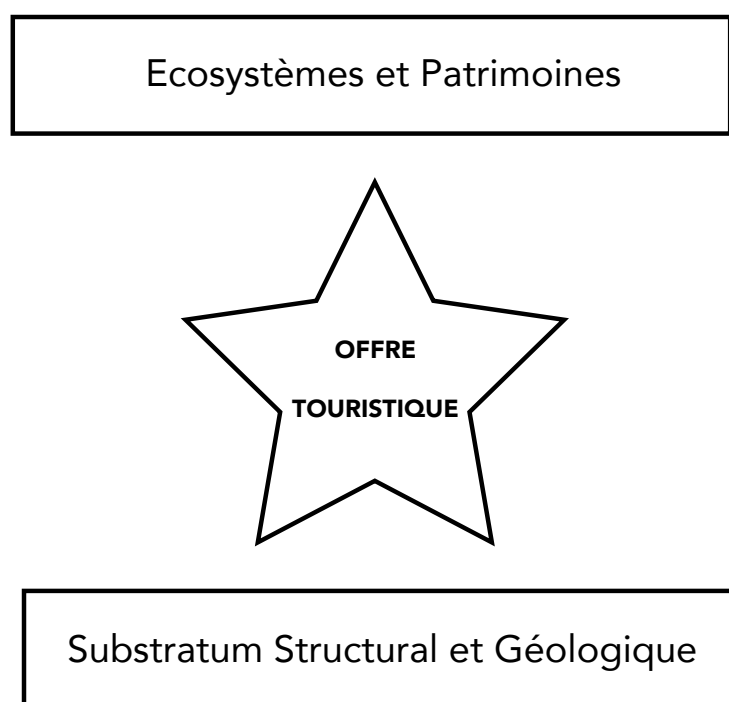 Ecosystèmes et Patrimoines
OFFRE
TOURISTIQUE
Substratum Structural et Géologique